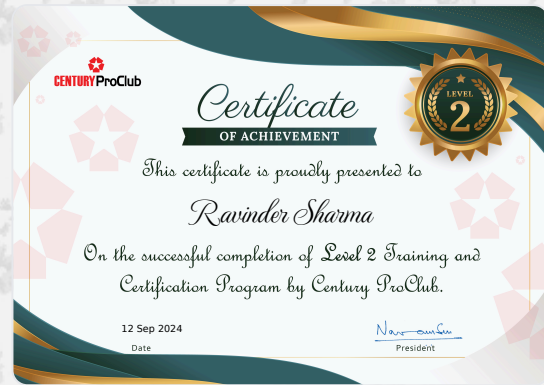 CENTURY ProClub
Certificate
OF ACHIEVEMENT
LEVEL
2
This certificate is proudly presented to
Ravinder Sharma
On the successful completion of Level 2 Training and
Certification Program by Century ProClub.
12 Sep 2024
Date
President